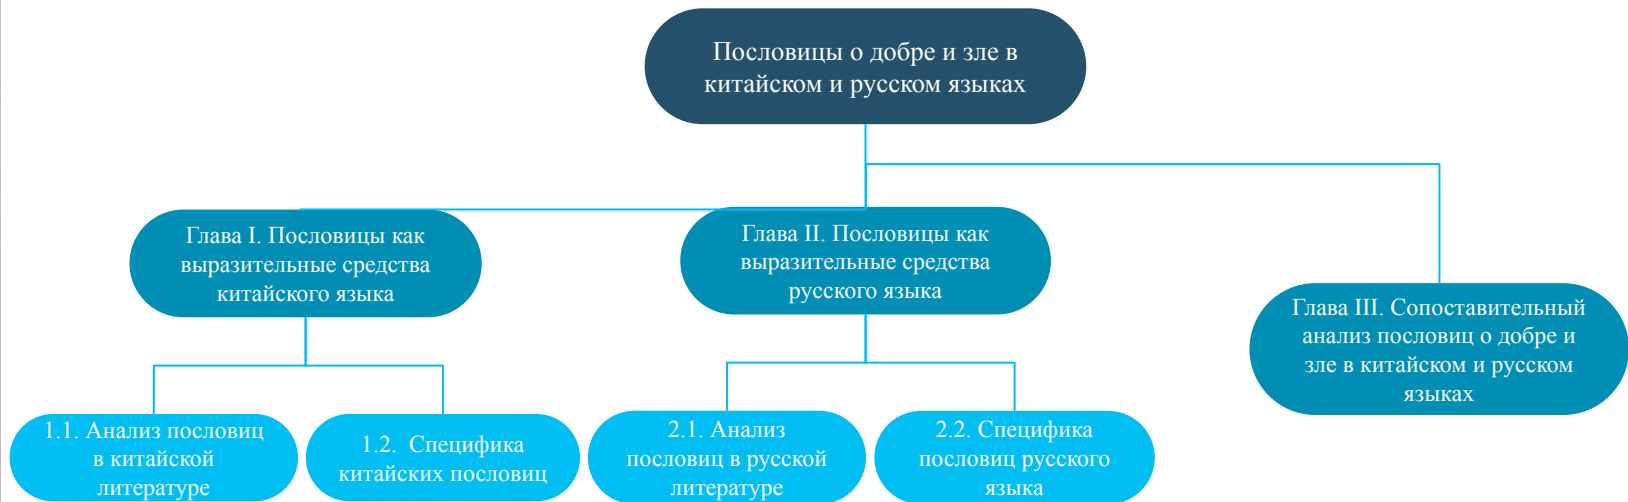 Пословицы о добре и зле в
китайском и русском языках
Глава I. Пословицы как
выразительные средства
китайского языка
Глава II. Пословицы как
выразительные средства
русского языка
Глава III. Сопоставительный
анализ пословиц о добре и
зле в китайском и русском
языках
1.1. Анализ пословиц
в китайской
литературе
1.2. Специфика
китайских пословиц
2.1. Анализ
пословиц в русской
литературе
2.2. Специфика
пословиц русского
языка